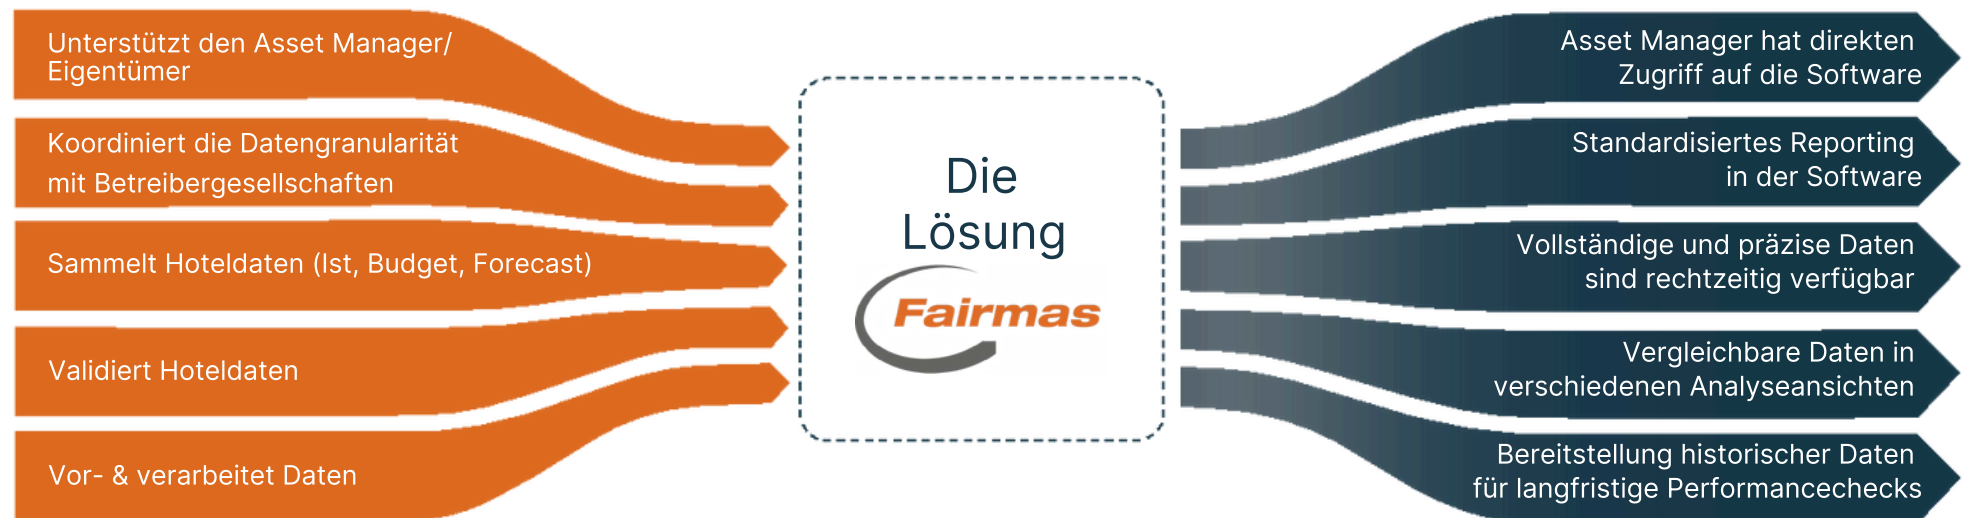 Unterstützt den Asset Manager/
Eigentümer
Koordiniert die Datengranularität
mit Betreibergesellschaften
Sammelt Hoteldaten (Ist, Budget, Forecast)
Validiert Hoteldaten
Vor- & verarbeitet Daten
Die
Lösung
Fairmas
Asset Manager hat direkten
Zugriff auf die Software
Standardisiertes Reporting
in der Software
Vollständige und präzise Daten
sind rechtzeitig verfügbar
Vergleichbare Daten in
verschiedenen Analyseansichten
Bereitstellung historischer Daten
für langfristige Performancechecks